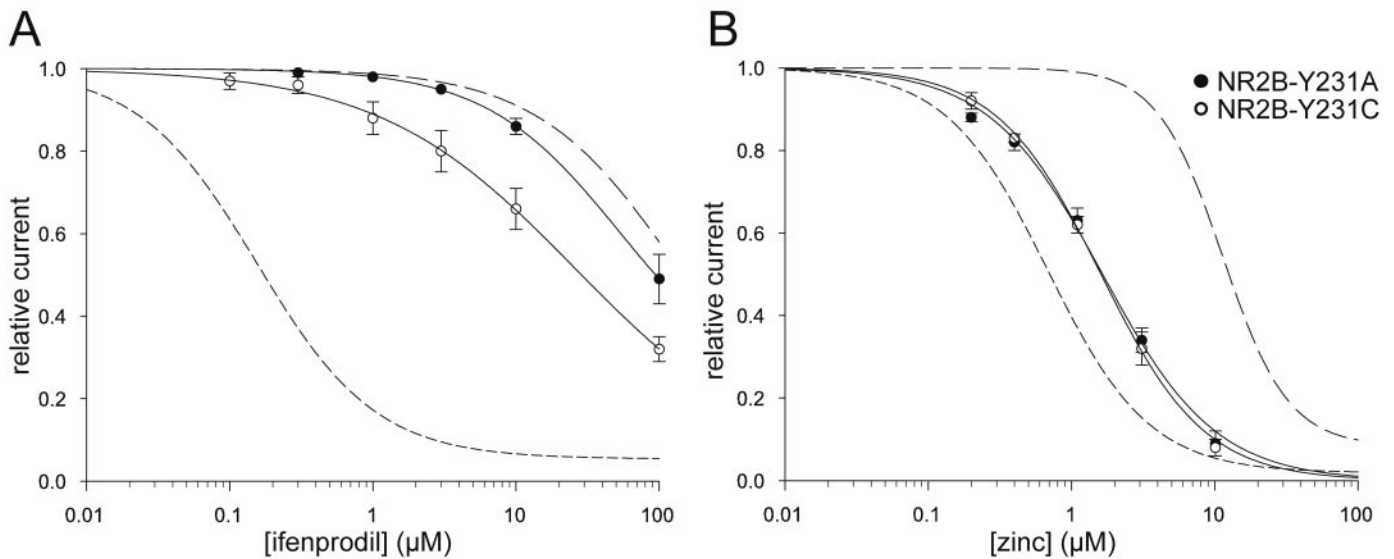 A
relative current
1.0
0.8
0.6
0.4
0.2
0.0
0.01
0.1
1
10
100
[ifenprodil] (µM)
B
relative current
1.0
0.8
0.6
0.4
0.2
0.0
0.01
0.1
1
10
100
[zinc] (µM)
NR2B-Y231A
NR2B-Y231C